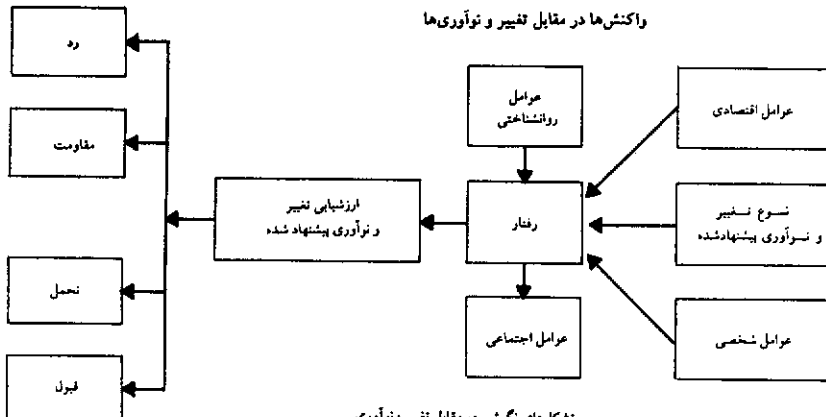 واکنش‌ها در مقابل تغییر و نوآوری‌ها
عوامل اقتصادی
نوع تغییر
و نوآوری پیشنهادشده
عوامل شخصی
عوامل
روانشناختی
رفتار
عوامل اجتماعی
ارزشیابی تغییر
و نوآوری پیشنهاد شده
رد
مقاومت
تحمل
قبول